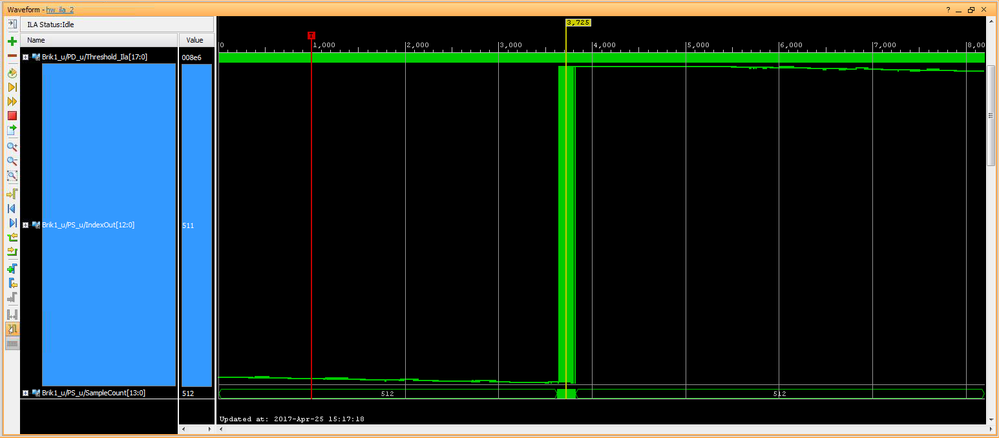 Waveform - hw_ila_2
?
ILA Status:Idle
Name Value
3,725
T
0 1,000 2,000 3,000 4,000 5,000 6,000 7,000 8,00
Brik1_u/PD_u/Threshold_Ila[17:0] 008e6
Brik1_u/PS_u/IndexOut[12:0] 511
Brik1_u/PS_u/SampleCount[13:0] 512 512 512
Updated at: 2017-Apr-25 15:17:18